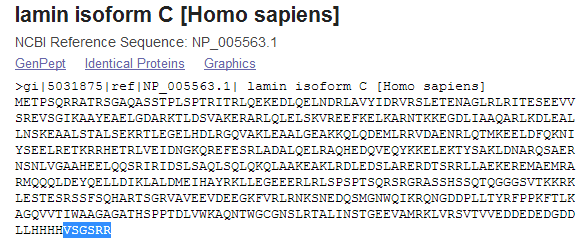 lamin isoform C [Homo sapiens]
NCBI Reference Sequence: NP_005563.1
GenPept Identical Proteins Graphics
>gi|5031875|ref|NP_005563.1| lamin isoform C [Homo sapiens]
METPSQRRATRSGAQASSTPLSPTRITRLQEKEDLQELNDRLAVYIDRVRSLETENAGLRLRITESEEVV
SREVSGIKAAYEAELGDARKTLDSVAKERARLQLELSKVREEFKELKARNTKKEGDLIAAQARLKDLEAL
LNSKEAALSTALSEKRTLEGELHDLRGQVAKLEAALGEAKKQLQDEMLRRVDAENRLQTMKEELDFQKNI
YSEELRETKRRHETRLVEIDNGKQREFESRLADALQELRAQHEDQVEQYKKELEKTYSAKLDNARQSAER
NSNLVGAAHEELQQSRIRIDSLSAQLSQLQKQLAAKEAKLRDLEDSLARERDTSRRLLAEKEREMAEMRA
RMQQQLDEYQELLDIKLALDMEIHAYRKLLEGEEERLRLSPSPTSQRSRGRASSHSSQTQGGGSVTKKRK
LESTESRSSFSQHARTSGRVAVEEVDEEGKFVRLRNKSNEDQSMGNWQIKRQNGDDPLLTYRFPPKFTLK
AGQVVTIWAAGAGATHSPPTDLVWKAQNTWGCGNSLRTALINSTGEEVAMRKLVRSVTVVEDDEDEDGDD
LLHHHHVSGSRR